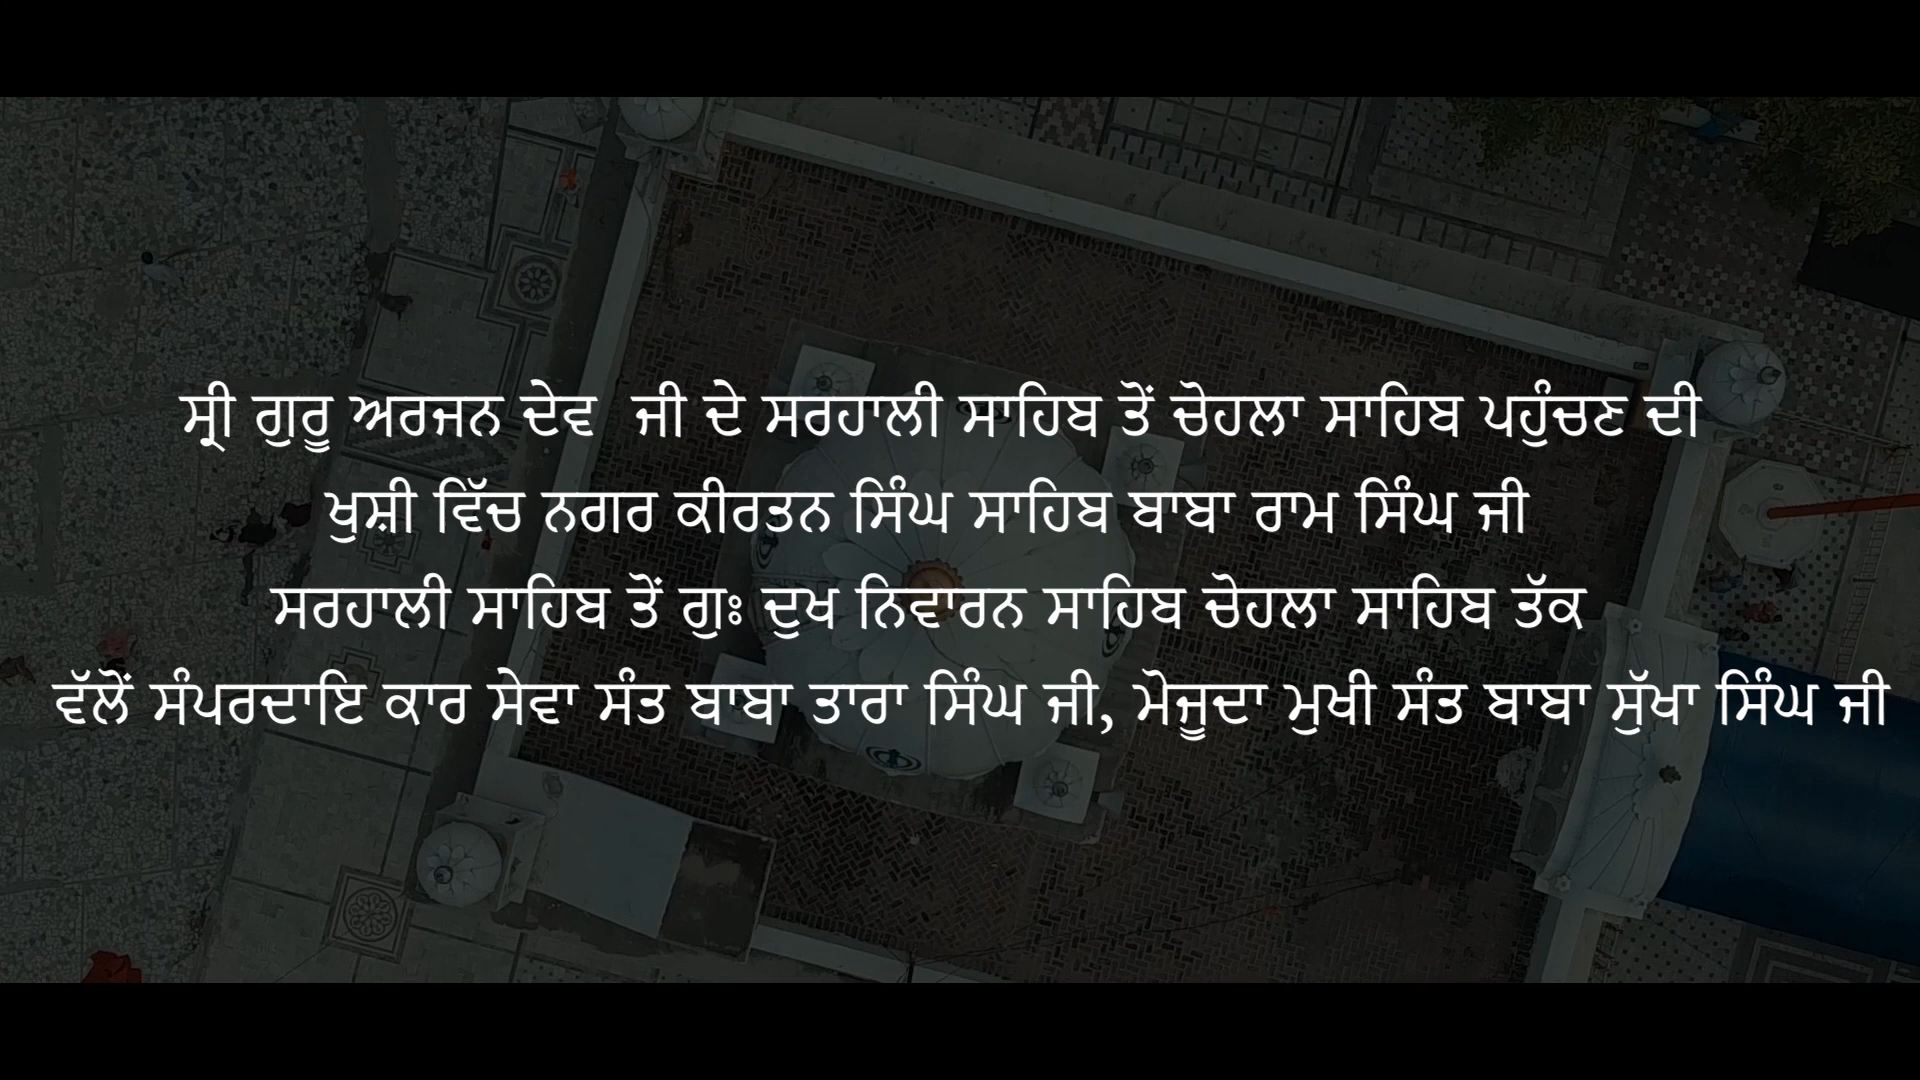 ਸ੍ਰੀ ਗੁਰੂ ਅਰਜਨ ਦੇਵ ਜੀ ਦੇ ਸਰਹਾਲੀ ਸਾਹਿਬ ਤੋਂ ਚੋਹਲਾ ਸਾਹਿਬ ਪਹੁੰਚਣ ਦੀ
ਖੁਸ਼ੀ ਵਿੱਚ ਨਗਰ ਕੀਰਤਨ ਸਿੰਘ ਸਾਹਿਬ ਬਾਬਾ ਰਾਮ ਸਿੰਘ ਜੀ
ਸਰਹਾਲੀ ਸਾਹਿਬ ਤੋਂ ਗੁਃ ਦੁਖ ਨਿਵਾਰਨ ਸਾਹਿਬ ਚੋਹਲਾ ਸਾਹਿਬ ਤੱਕ
ਵੱਲੋਂ ਸੰਪਰਦਾਇ ਕਾਰ ਸੇਵਾ ਸੰਤ ਬਾਬਾ ਤਾਰਾ ਸਿੰਘ ਜੀ, ਮੋਜੂਦਾ ਮੁਖੀ ਸੰਤ ਬਾਬਾ ਸੁੱਖਾ ਸਿੰਘ ਜੀ